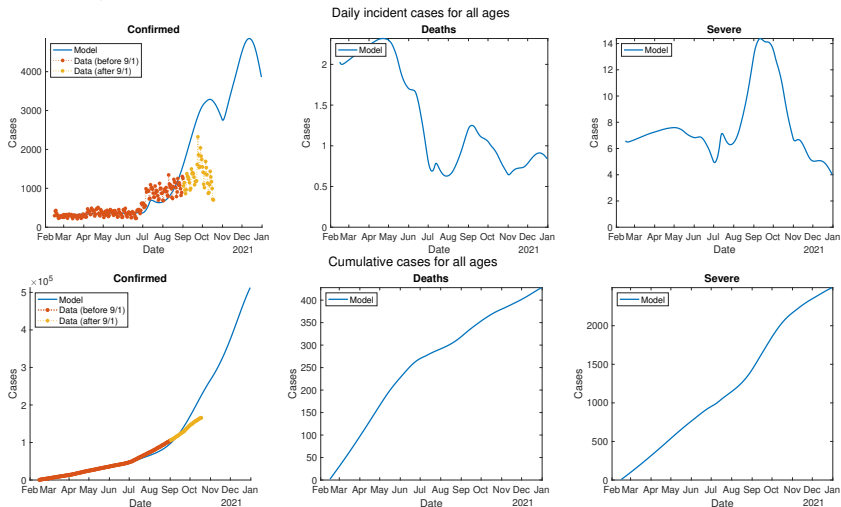 Daily incident cases for all ages
Confirmed
Model
Data (before 9/1)
Data (after 9/1)
Cases
4000
3000
2000
1000
0
Feb Mar Apr May Jun Jul Aug Sep Oct Nov Dec Jan
Date
2021
Deaths
Model
Cases
2
1.5
1
0.5
0
Feb Mar Apr May Jun Jul Aug Sep Oct Nov Dec Jan
Date
2021
Severe
Model
Cases
14
12
10
8
6
4
2
0
Feb Mar Apr May Jun Jul Aug Sep Oct Nov Dec Jan
Date
2021
Cumulative cases for all ages
Confirmed
×10^5
Model
Data (before 9/1)
Data (after 9/1)
Cases
5
4
3
2
1
0
Feb Mar Apr May Jun Jul Aug Sep Oct Nov Dec Jan
Date
2021
Deaths
Model
Cases
400
350
300
250
200
150
100
50
0
Feb Mar Apr May Jun Jul Aug Sep Oct Nov Dec Jan
Date
2021
Severe
Model
Cases
2000
1500
1000
500
0
Feb Mar Apr May Jun Jul Aug Sep Oct Nov Dec Jan
Date
2021